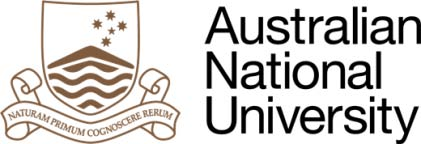 Australian
National
University
NATURAM PRIMUM COGNOSCERE RERUM